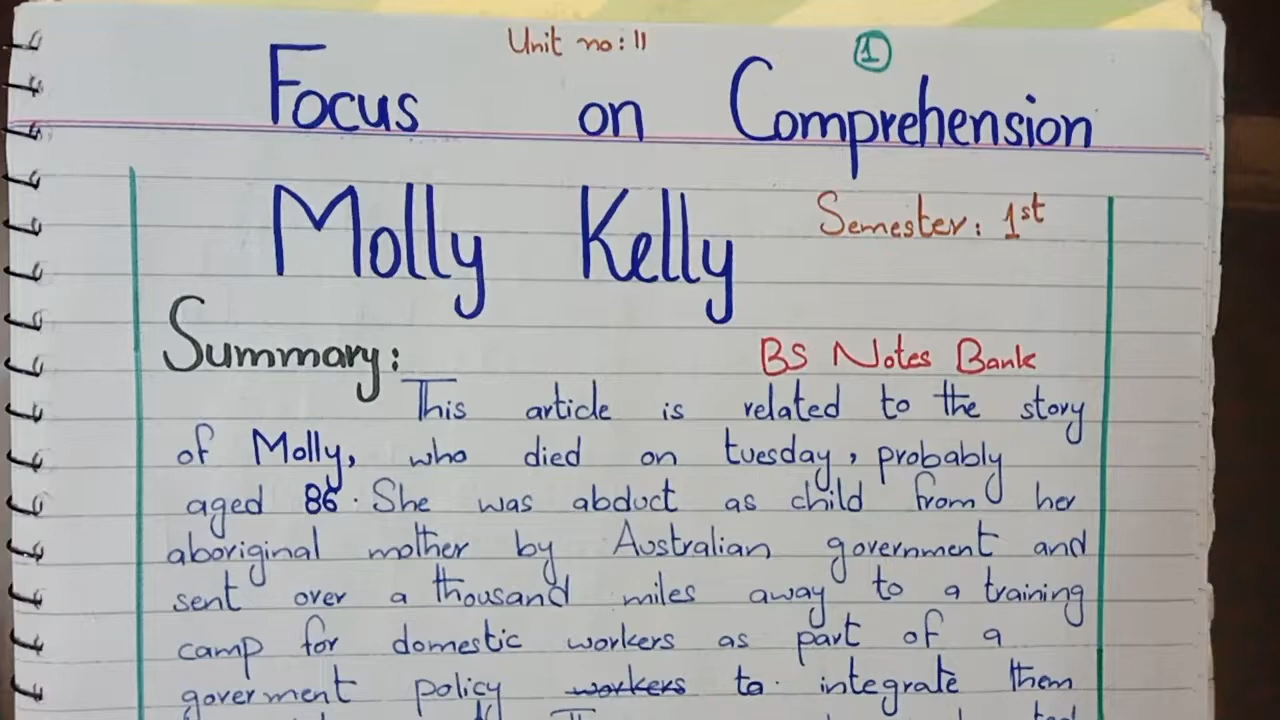 Unit no: 11
1
Focus on Comprehension
Molly Kelly
Semester: 1st
Summary:
BS Notes Bank
This article is related to the story
of Molly, who died on tuesday, probably
aged 86. She was abduct as child from her
aboriginal mother by Australian government and
sent over a thousand miles away to a training
camp for domestic workers as part of a
goverment policy workers to integrate them